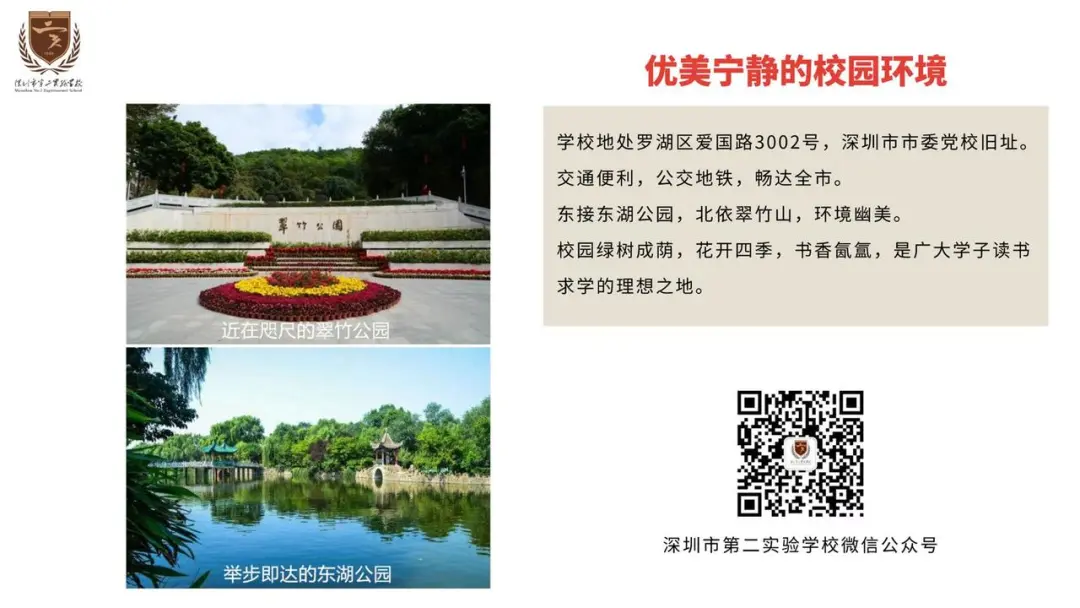 深圳市第二实验学校
Shenzhen No.2 Experimental School
优美宁静的校园环境
翠竹公园
近在咫尺的翠竹公园
举步即达的东湖公园
学校地处罗湖区爱国路3002号，深圳市市委党校旧址。
交通便利，公交地铁，畅达全市。
东接东湖公园，北依翠竹山，环境幽美。
校园绿树成荫，花开四季，书香氤氲，是广大学子读书
求学的理想之地。
深圳市第二实验学校微信公众号